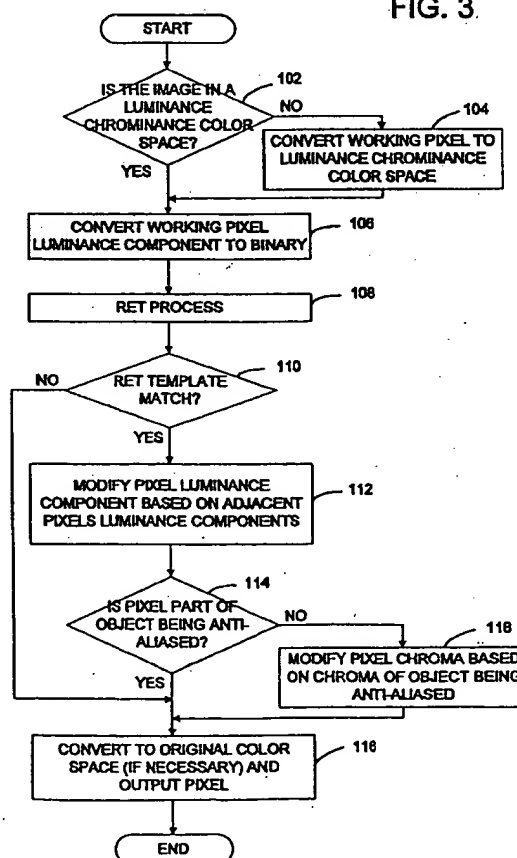 FIG. 3
START
IS THE IMAGE IN A
LUMINANCE
CHROMINANCE COLOR
SPACE?
102
NO
104
CONVERT WORKING PIXEL TO
LUMINANCE CHROMINANCE
COLOR SPACE
YES
CONVERT WORKING PIXEL
LUMINANCE COMPONENT TO BINARY
106
RET PROCESS
108
NO
RET TEMPLATE
MATCH?
110
YES
MODIFY PIXEL LUMINANCE
COMPONENT BASED ON ADJACENT
PIXELS LUMINANCE COMPONENTS
112
IS PIXEL PART OF
OBJECT BEING ANTI-
ALIASED?
114
NO
118
MODIFY PIXEL CHROMA BASED
ON CHROMA OF OBJECT BEING
ANTI-ALIASED
YES
CONVERT TO ORIGINAL COLOR
SPACE (IF NECESSARY) AND
OUTPUT PIXEL
116
END